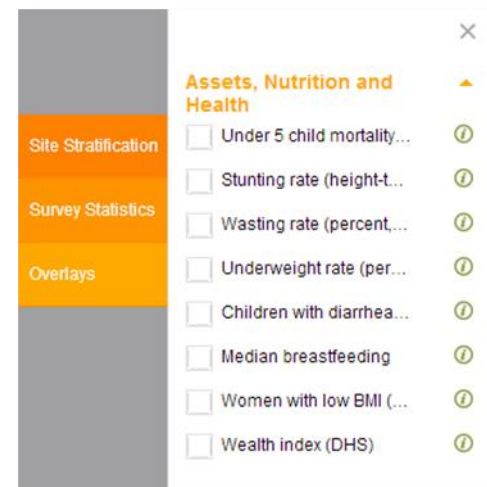 Assets, Nutrition and
Health
Site Stratification
Survey Statistics
Overlays
Under 5 child mortality...
Stunting rate (height-t...
Wasting rate (percent,...
Underweight rate (per...
Children with diarrhea...
Median breastfeeding
Women with low BMI (...
Wealth index (DHS)